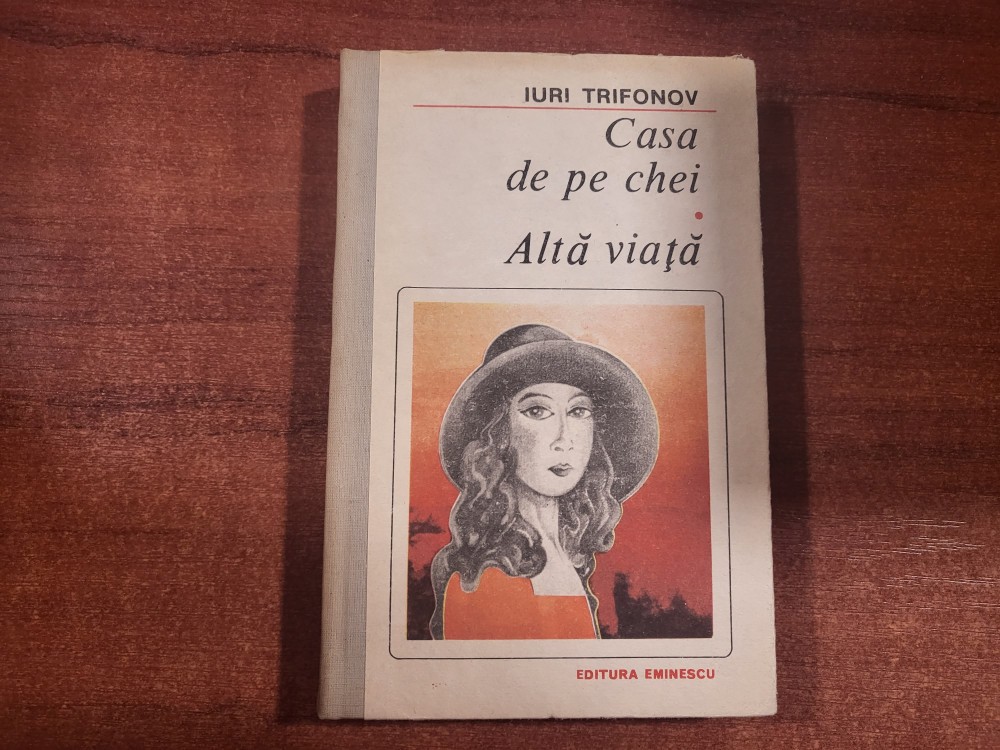 IURI TRIFONOV
Casa
de pe chei
•
Altă viaţă
EDITURA EMINESCU